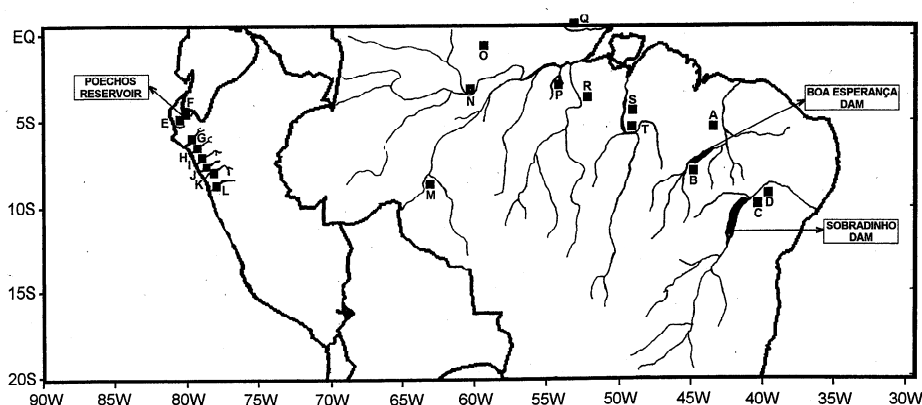 Q
EQ
O
POECHOS
RESERVOIR
N
P
R
S
A
BOA ESPERANÇA
DAM
F
E
5S
G
T
H
I
J
I
K
L
M
B
D
C
10S
SOBRADINHO
DAM
15S
20S
90W 85W 80W 75W 70W 65W 60W 55W 50W 45W 40W 35W 30W